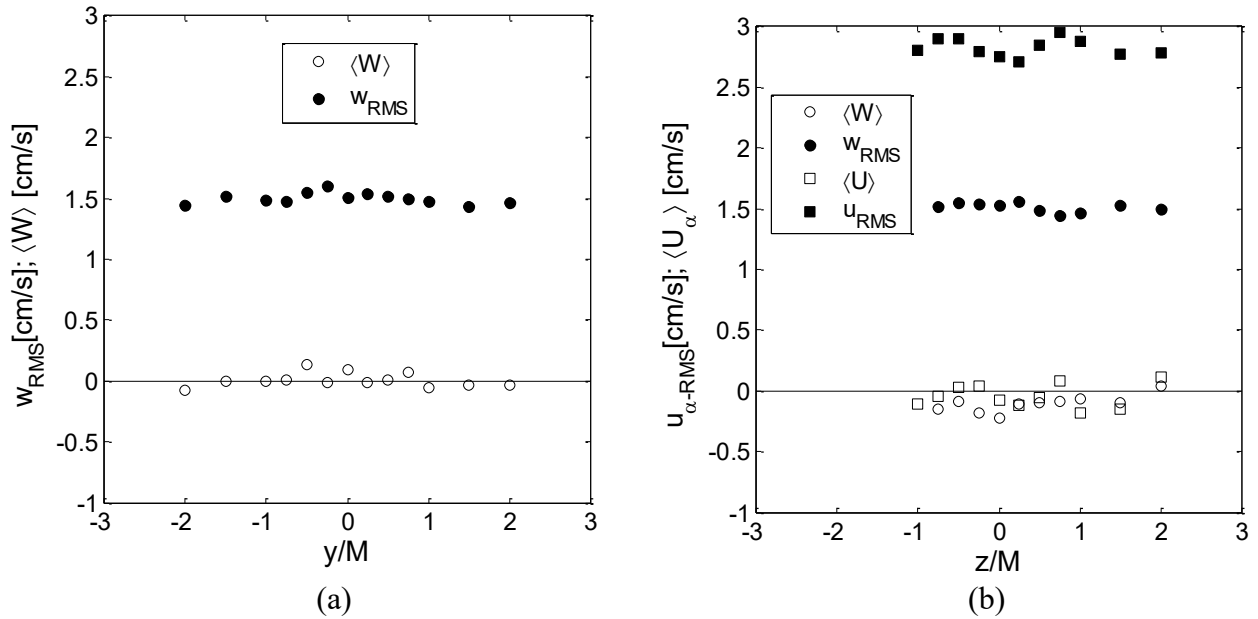 3
2.5
2
1.5
1
0.5
0
-0.5
-1
-3 -2 -1 0 1 2 3
y/M
w_RMS[cm/s]; ⟨W⟩ [cm/s]
⟨W⟩
w_RMS
(a)
3
2.5
2
1.5
1
0.5
0
-0.5
-1
-3 -2 -1 0 1 2 3
z/M
u_α-RMS[cm/s]; ⟨U_α⟩ [cm/s]
⟨W⟩
w_RMS
⟨U⟩
u_RMS
(b)